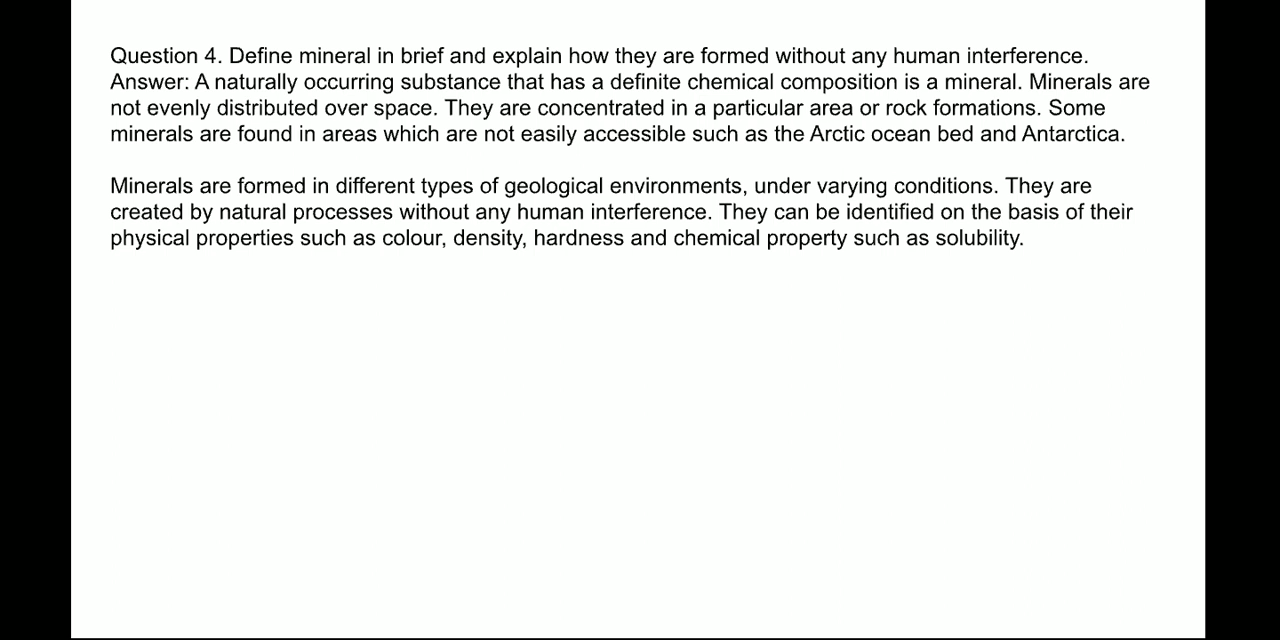 Question 4. Define mineral in brief and explain how they are formed without any human interference.
Answer: A naturally occurring substance that has a definite chemical composition is a mineral. Minerals are
not evenly distributed over space. They are concentrated in a particular area or rock formations. Some
minerals are found in areas which are not easily accessible such as the Arctic ocean bed and Antarctica.
Minerals are formed in different types of geological environments, under varying conditions. They are
created by natural processes without any human interference. They can be identified on the basis of their
physical properties such as colour, density, hardness and chemical property such as solubility.